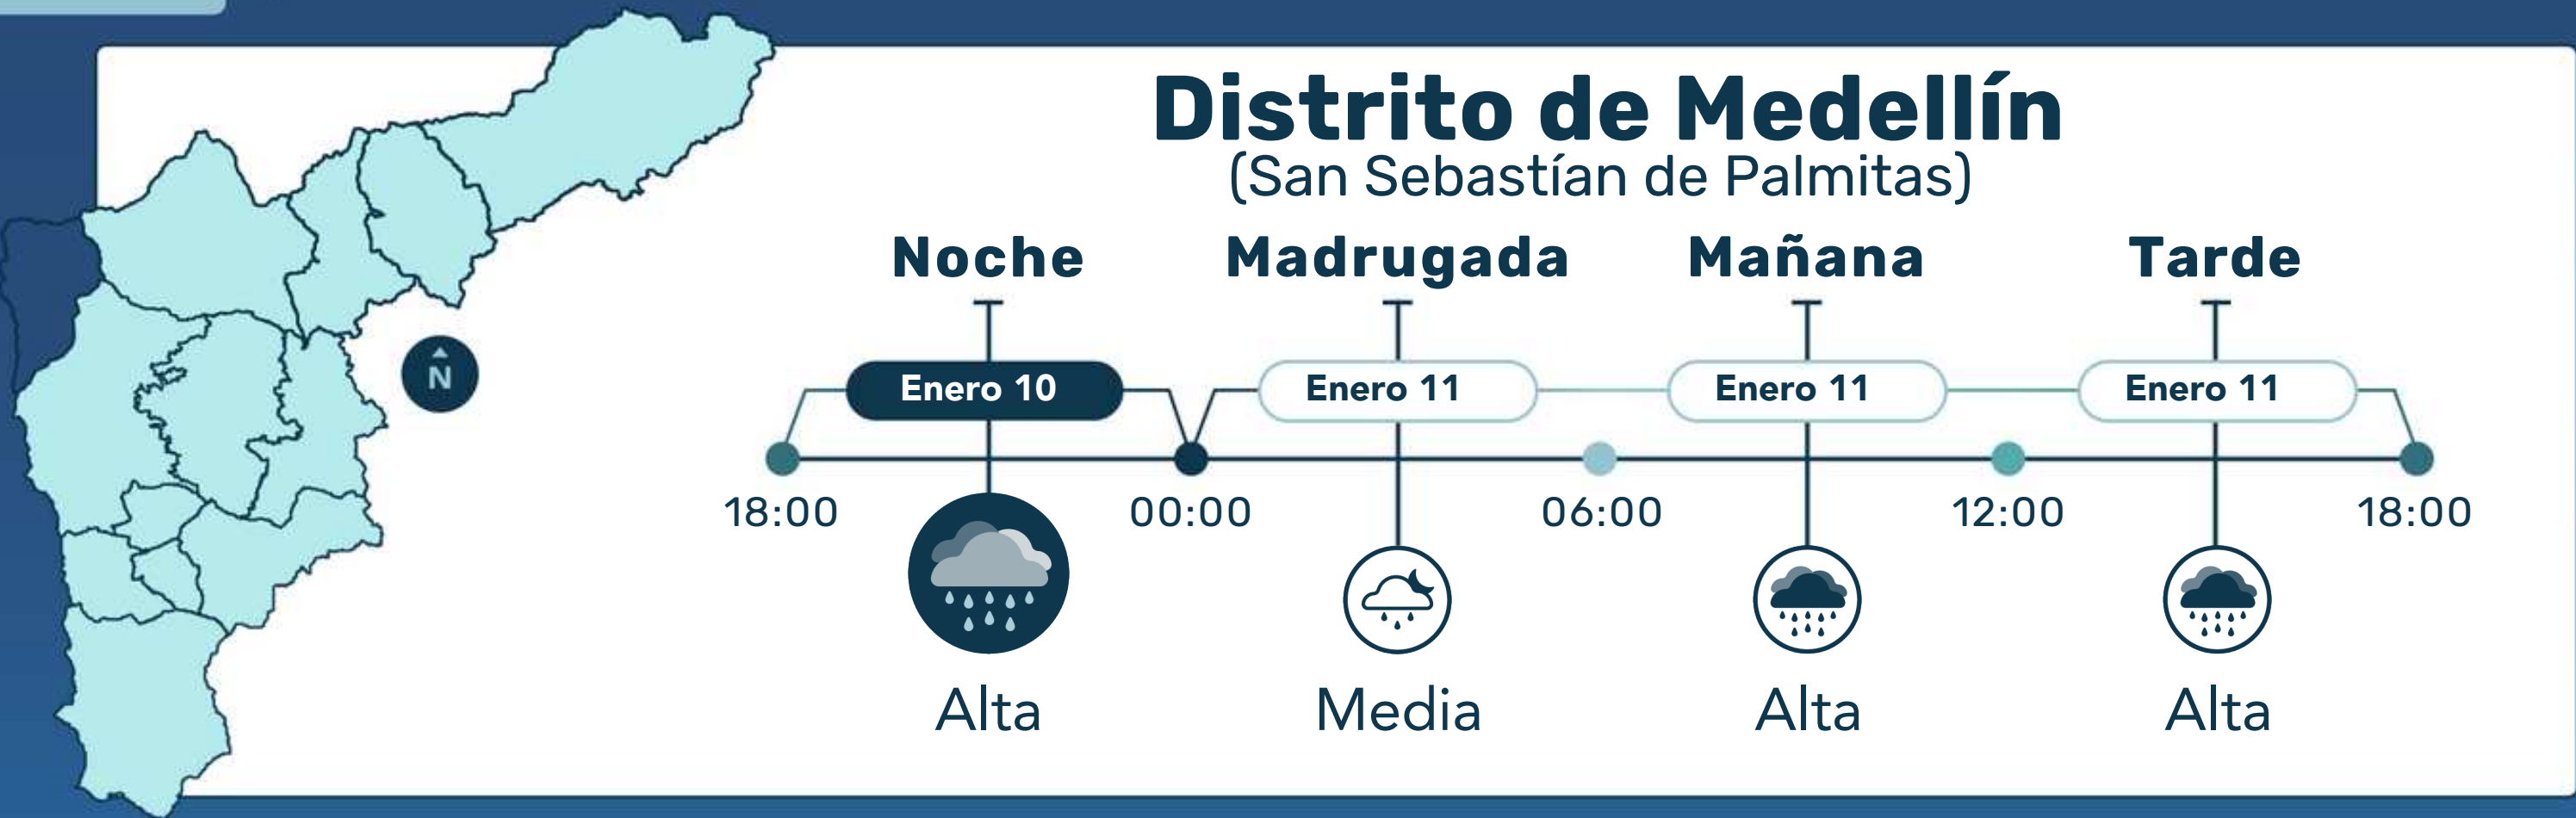 Distrito de Medellín
(San Sebastían de Palmitas)
Noche Madrugada Mañana Tarde
N
Enero 10 Enero 11 Enero 11 Enero 11
18:00 00:00 06:00 12:00 18:00
Alta Media Alta Alta